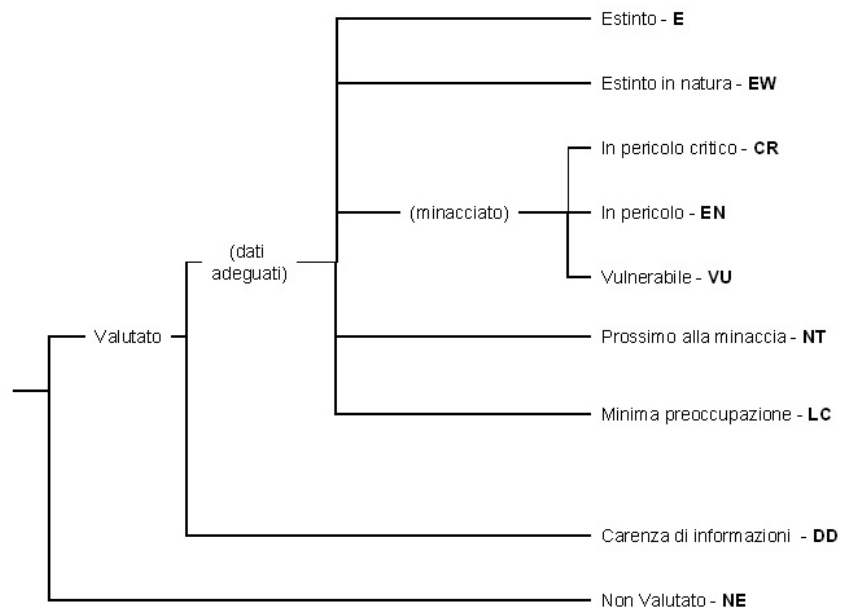 Estinto - E
Estinto in natura - EW
In pericolo critico - CR
(minacciato)
In pericolo - EN
(dati
adeguati)
Vulnerabile - VU
Valutato
Prossimo alla minaccia - NT
Minima preoccupazione - LC
Carenza di informazioni - DD
Non Valutato - NE